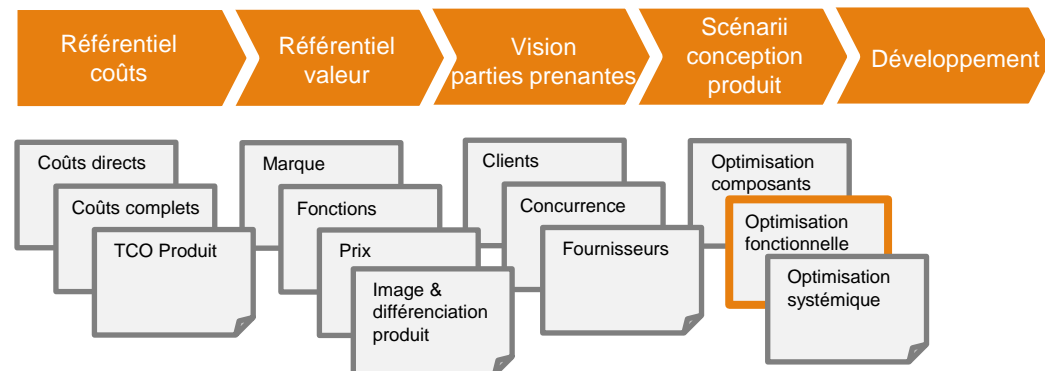 Référentiel
coûts
Référentiel
valeur
Vision
parties prenantes
Scénarii
conception
produit
Développement
Coûts directs
Coûts complets
TCO Produit
Marque
Fonctions
Prix
Image &
différenciation
produit
Clients
Concurrence
Fournisseurs
Optimisation
composants
Optimisation
fonctionnelle
Optimisation
systémique